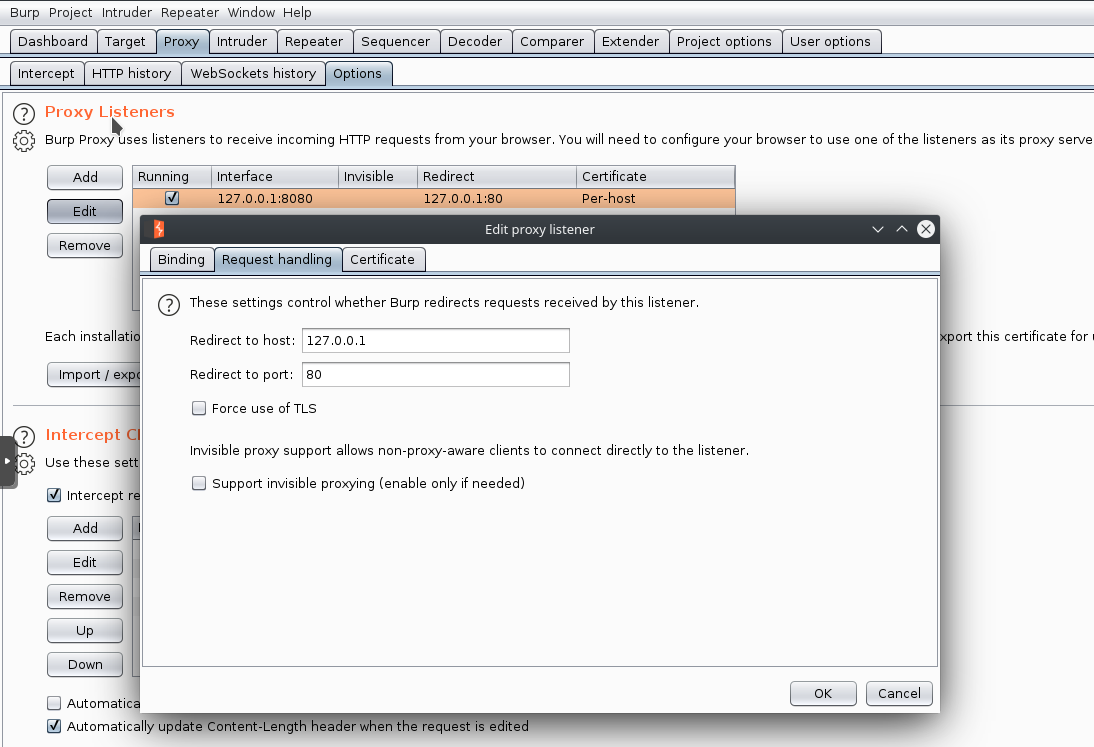 Burp Project Intruder Repeater Window Help
Dashboard Target Proxy Intruder Repeater Sequencer Decoder Comparer Extender Project options User options
Intercept HTTP history WebSockets history Options
? Proxy Listeners
Burp Proxy uses listeners to receive incoming HTTP requests from your browser. You will need to configure your browser to use one of the listeners as its proxy serve
Add Running Interface Invisible Redirect Certificate
127.0.0.1:8080 127.0.0.1:80 Per-host
Edit
Remove
Edit proxy listener
Binding Request handling Certificate
? These settings control whether Burp redirects requests received by this listener.
Each installatio
xport this certificate for
Redirect to host: 127.0.0.1
Import / expo
Redirect to port: 80
Force use of TLS
? Intercept Cl
Invisible proxy support allows non-proxy-aware clients to connect directly to the listener.
Use these sett
Support invisible proxying (enable only if needed)
Intercept re
Add
Edit
Remove
Up
Down
OK Cancel
Automatica
Automatically update Content-Length header when the request is edited